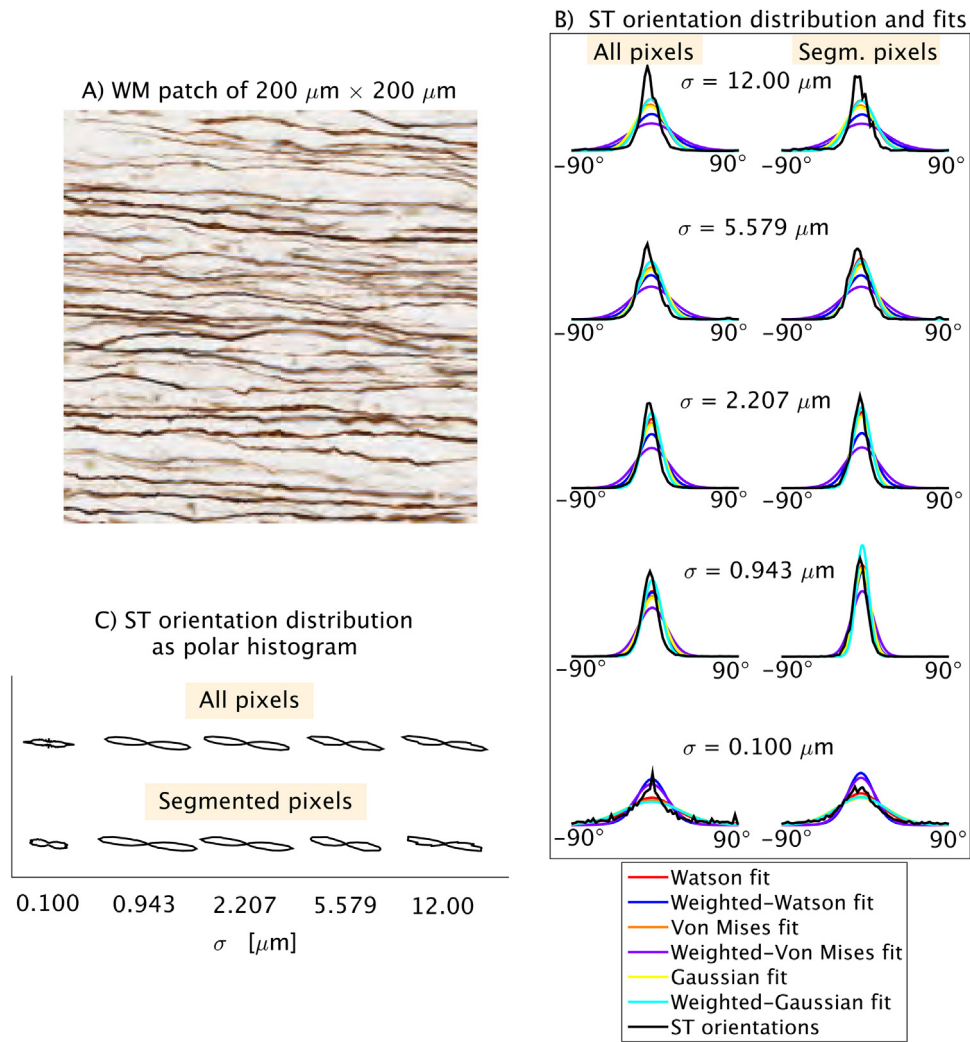 A) WM patch of 200 μm × 200 μm
B) ST orientation distribution and fits
All pixels
Segm. pixels
σ = 12.00 μm
−90°
90°
−90°
90°
σ = 5.579 μm
−90°
90°
−90°
90°
σ = 2.207 μm
−90°
90°
−90°
90°
σ = 0.943 μm
−90°
90°
−90°
90°
σ = 0.100 μm
−90°
90°
−90°
90°
Watson fit
Weighted-Watson fit
Von Mises fit
Weighted-Von Mises fit
Gaussian fit
Weighted-Gaussian fit
ST orientations
C) ST orientation distribution
as polar histogram
All pixels
Segmented pixels
0.100 0.943 2.207 5.579 12.00
σ [μm]